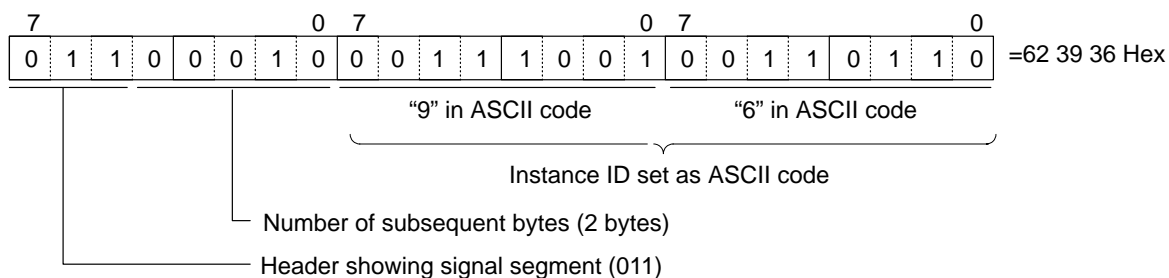 7 0 7 0 7 0
0 1 1 0 0 0 1 0 0 0 1 1 1 0 0 1 0 0 1 1 0 1 1 0 =62 39 36 Hex
“9” in ASCII code “6” in ASCII code
Instance ID set as ASCII code
Number of subsequent bytes (2 bytes)
Header showing signal segment (011)